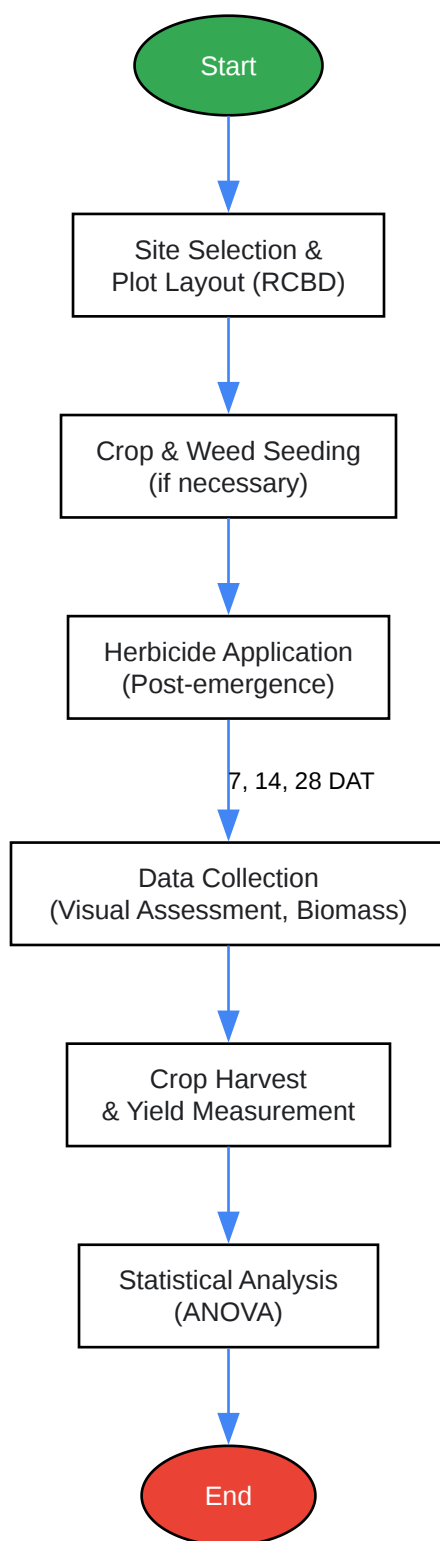 Start
Site Selection &
Plot Layout (RCBD)
Crop & Weed Seeding
(if necessary)
Herbicide Application
(Post-emergence)
7, 14, 28 DAT
Data Collection
(Visual Assessment, Biomass)
Crop Harvest
& Yield Measurement
Statistical Analysis
(ANOVA)
End